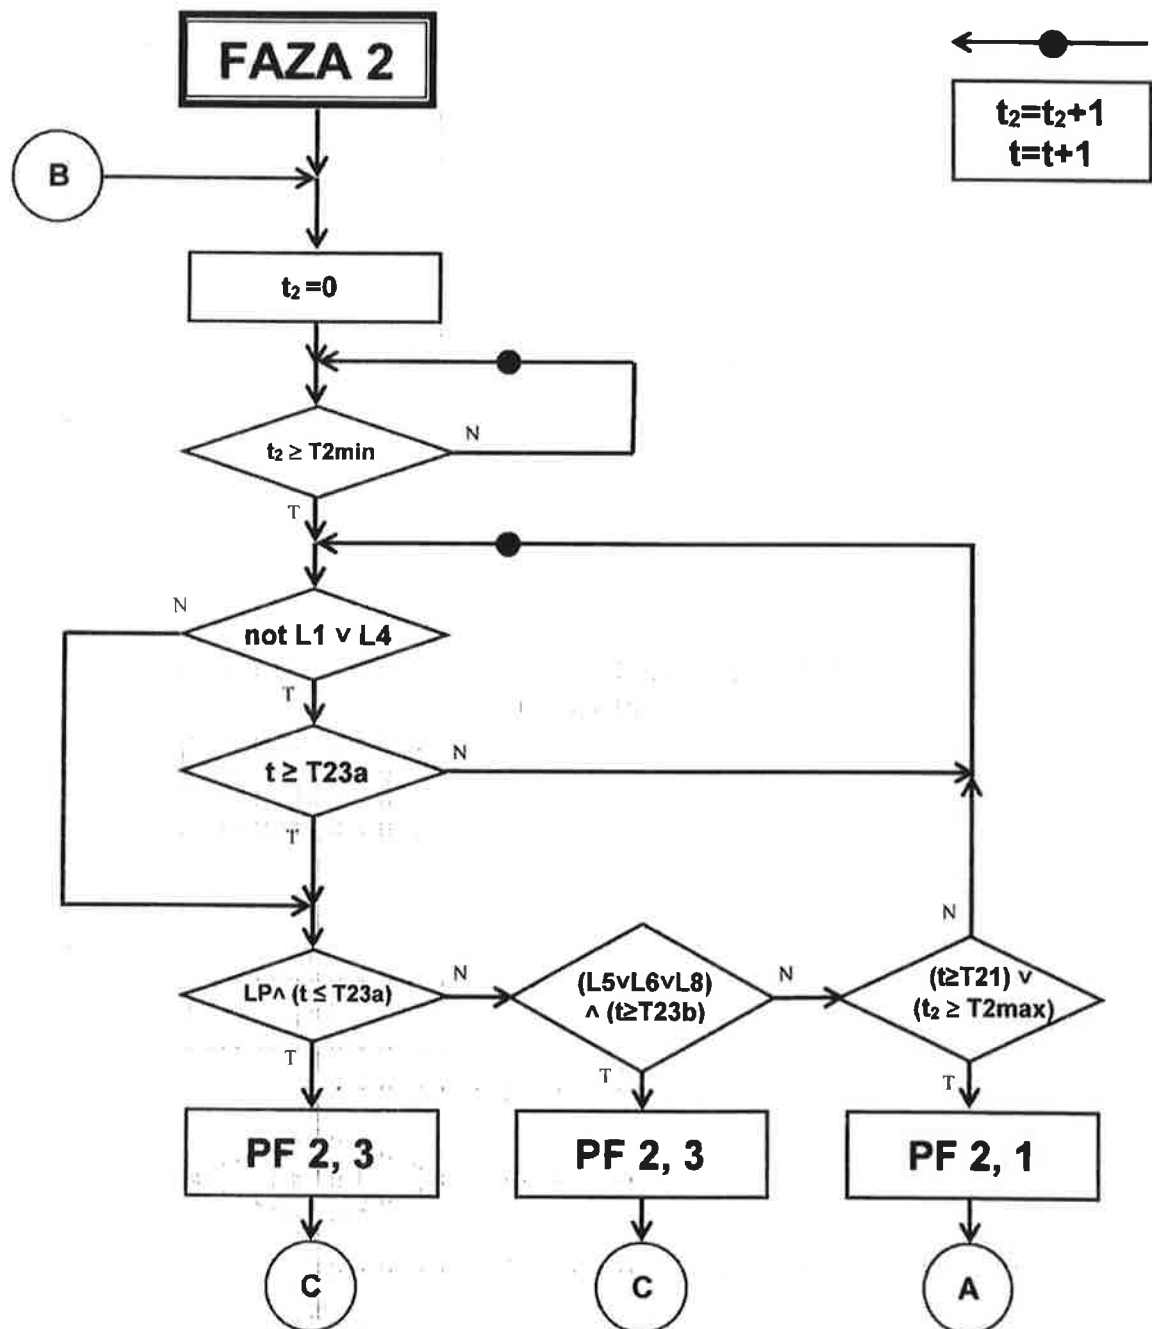 FAZA 2
B
t₂=t₂+1
t=t+1
t₂ =0
t₂ ≥ T2min
N
T
not L1 ∨ L4
N
T
t ≥ T23a
N
T
LP∧ (t ≤ T23a)
N
T
(L5∨L6∨L8)
∧ (t≥T23b)
N
T
(t≥T21) ∨
(t₂ ≥ T2max)
N
T
PF 2, 3
PF 2, 3
PF 2, 1
C
C
A